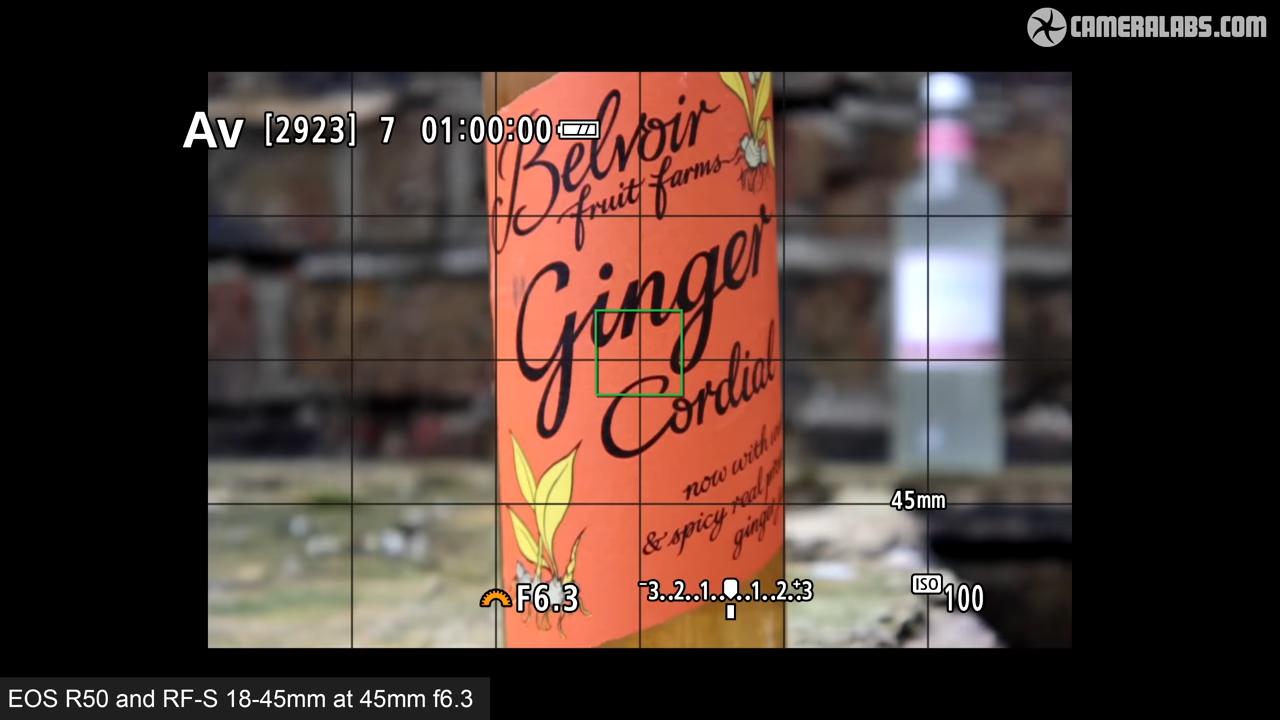 CAMERALABS.COM
Av [2923] 7 01:00:00
Belvoir
fruit farms
Ginger
Cordial
now with
& spicy real
ginger
45mm
F6.3
-3..2..1..▼..1..2..+3
ISO 100
EOS R50 and RF-S 18-45mm at 45mm f6.3